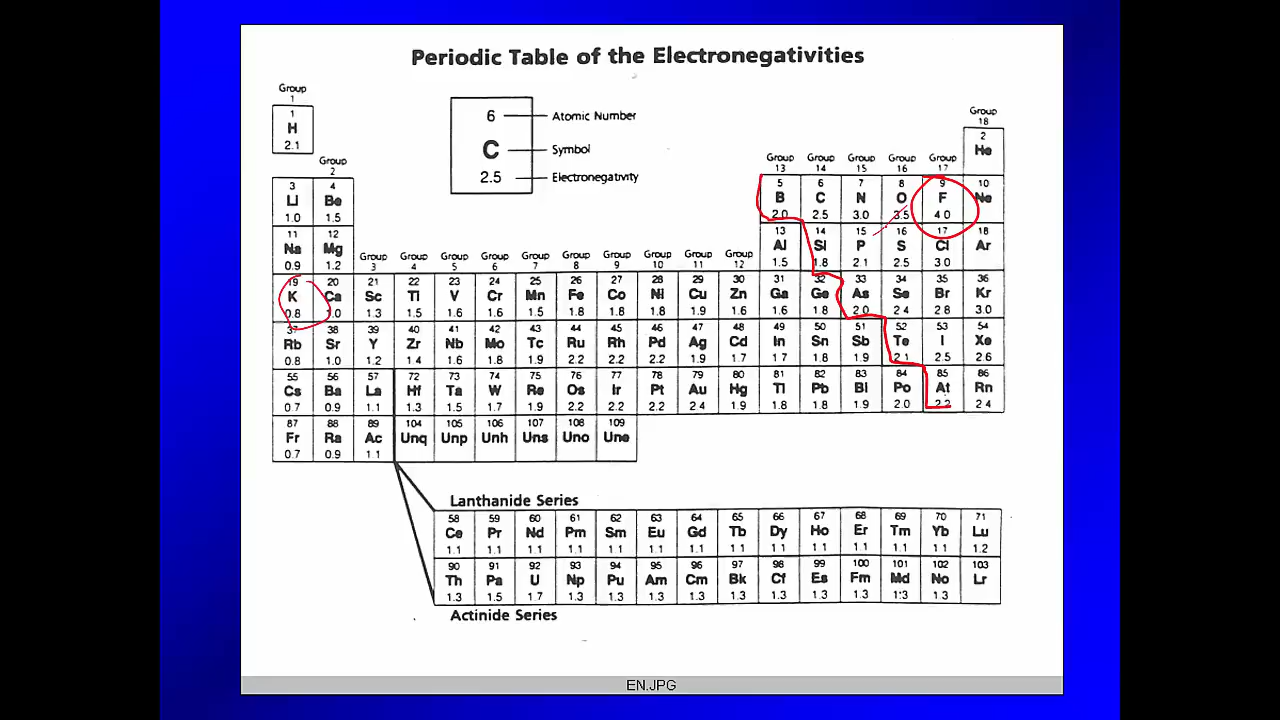 Periodic Table of the Electronegativities
Group
1
1
H
2.1
6
Atomic Number
C
Symbol
2.5
Electronegativity
Group
18
2
He
Group
2
Group Group Group Group Group
13 14 15 16 17
3 4 5 6 7 8 9 10
Li Be B C N O F Ne
1.0 1.5 2.0 2.5 3.0 3.5 4.0
11 12 13 14 15 16 17 18
Na Mg Al Si P S Cl Ar
0.9 1.2 1.5 1.8 2.1 2.5 3.0
Group Group Group Group Group Group Group Group Group Group
3 4 5 6 7 8 9 10 11 12
19 20 21 22 23 24 25 26 27 28 29 30 31 32 33 34 35 36
K Ca Sc Ti V Cr Mn Fe Co Ni Cu Zn Ga Ge As Se Br Kr
0.8 1.0 1.3 1.5 1.6 1.6 1.5 1.8 1.8 1.8 1.9 1.6 1.6 1.8 2.0 2.4 2.8 3.0
37 38 39 40 41 42 43 44 45 46 47 48 49 50 51 52 53 54
Rb Sr Y Zr Nb Mo Tc Ru Rh Pd Ag Cd In Sn Sb Te I Xe
0.8 1.0 1.2 1.4 1.6 1.8 1.9 2.2 2.2 2.2 1.9 1.7 1.7 1.8 1.9 2.1 2.5 2.6
55 56 57 72 73 74 75 76 77 78 79 80 81 82 83 84 85 86
Cs Ba La Hf Ta W Re Os Ir Pt Au Hg Tl Pb Bi Po At Rn
0.7 0.9 1.1 1.3 1.5 1.7 1.9 2.2 2.2 2.2 2.4 1.9 1.8 1.8 1.9 2.0 2.2 2.4
87 88 89 104 105 106 107 108 109
Fr Ra Ac Unq Unp Unh Uns Uno Une
0.7 0.9 1.1
Lanthanide Series
58 59 60 61 62 63 64 65 66 67 68 69 70 71
Ce Pr Nd Pm Sm Eu Gd Tb Dy Ho Er Tm Yb Lu
1.1 1.1 1.1 1.1 1.1 1.1 1.1 1.1 1.1 1.1 1.1 1.1 1.1 1.2
90 91 92 93 94 95 96 97 98 99 100 101 102 103
Th Pa U Np Pu Am Cm Bk Cf Es Fm Md No Lr
1.3 1.5 1.7 1.3 1.3 1.3 1.3 1.3 1.3 1.3 1.3 1.3 1.3
Actinide Series
EN.JPG